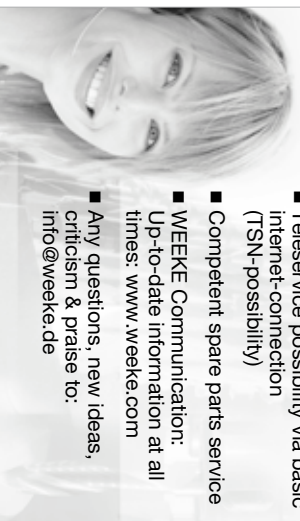 ■ Teleservice possibility via basic
internet-connection
(TSN-possibility)
■ Competent spare parts service
■ WEEKE Communication:
Up-to-date information at all
times: www.weeke.com
■ Any questions, new ideas,
criticism & praise to:
info@weeke.de